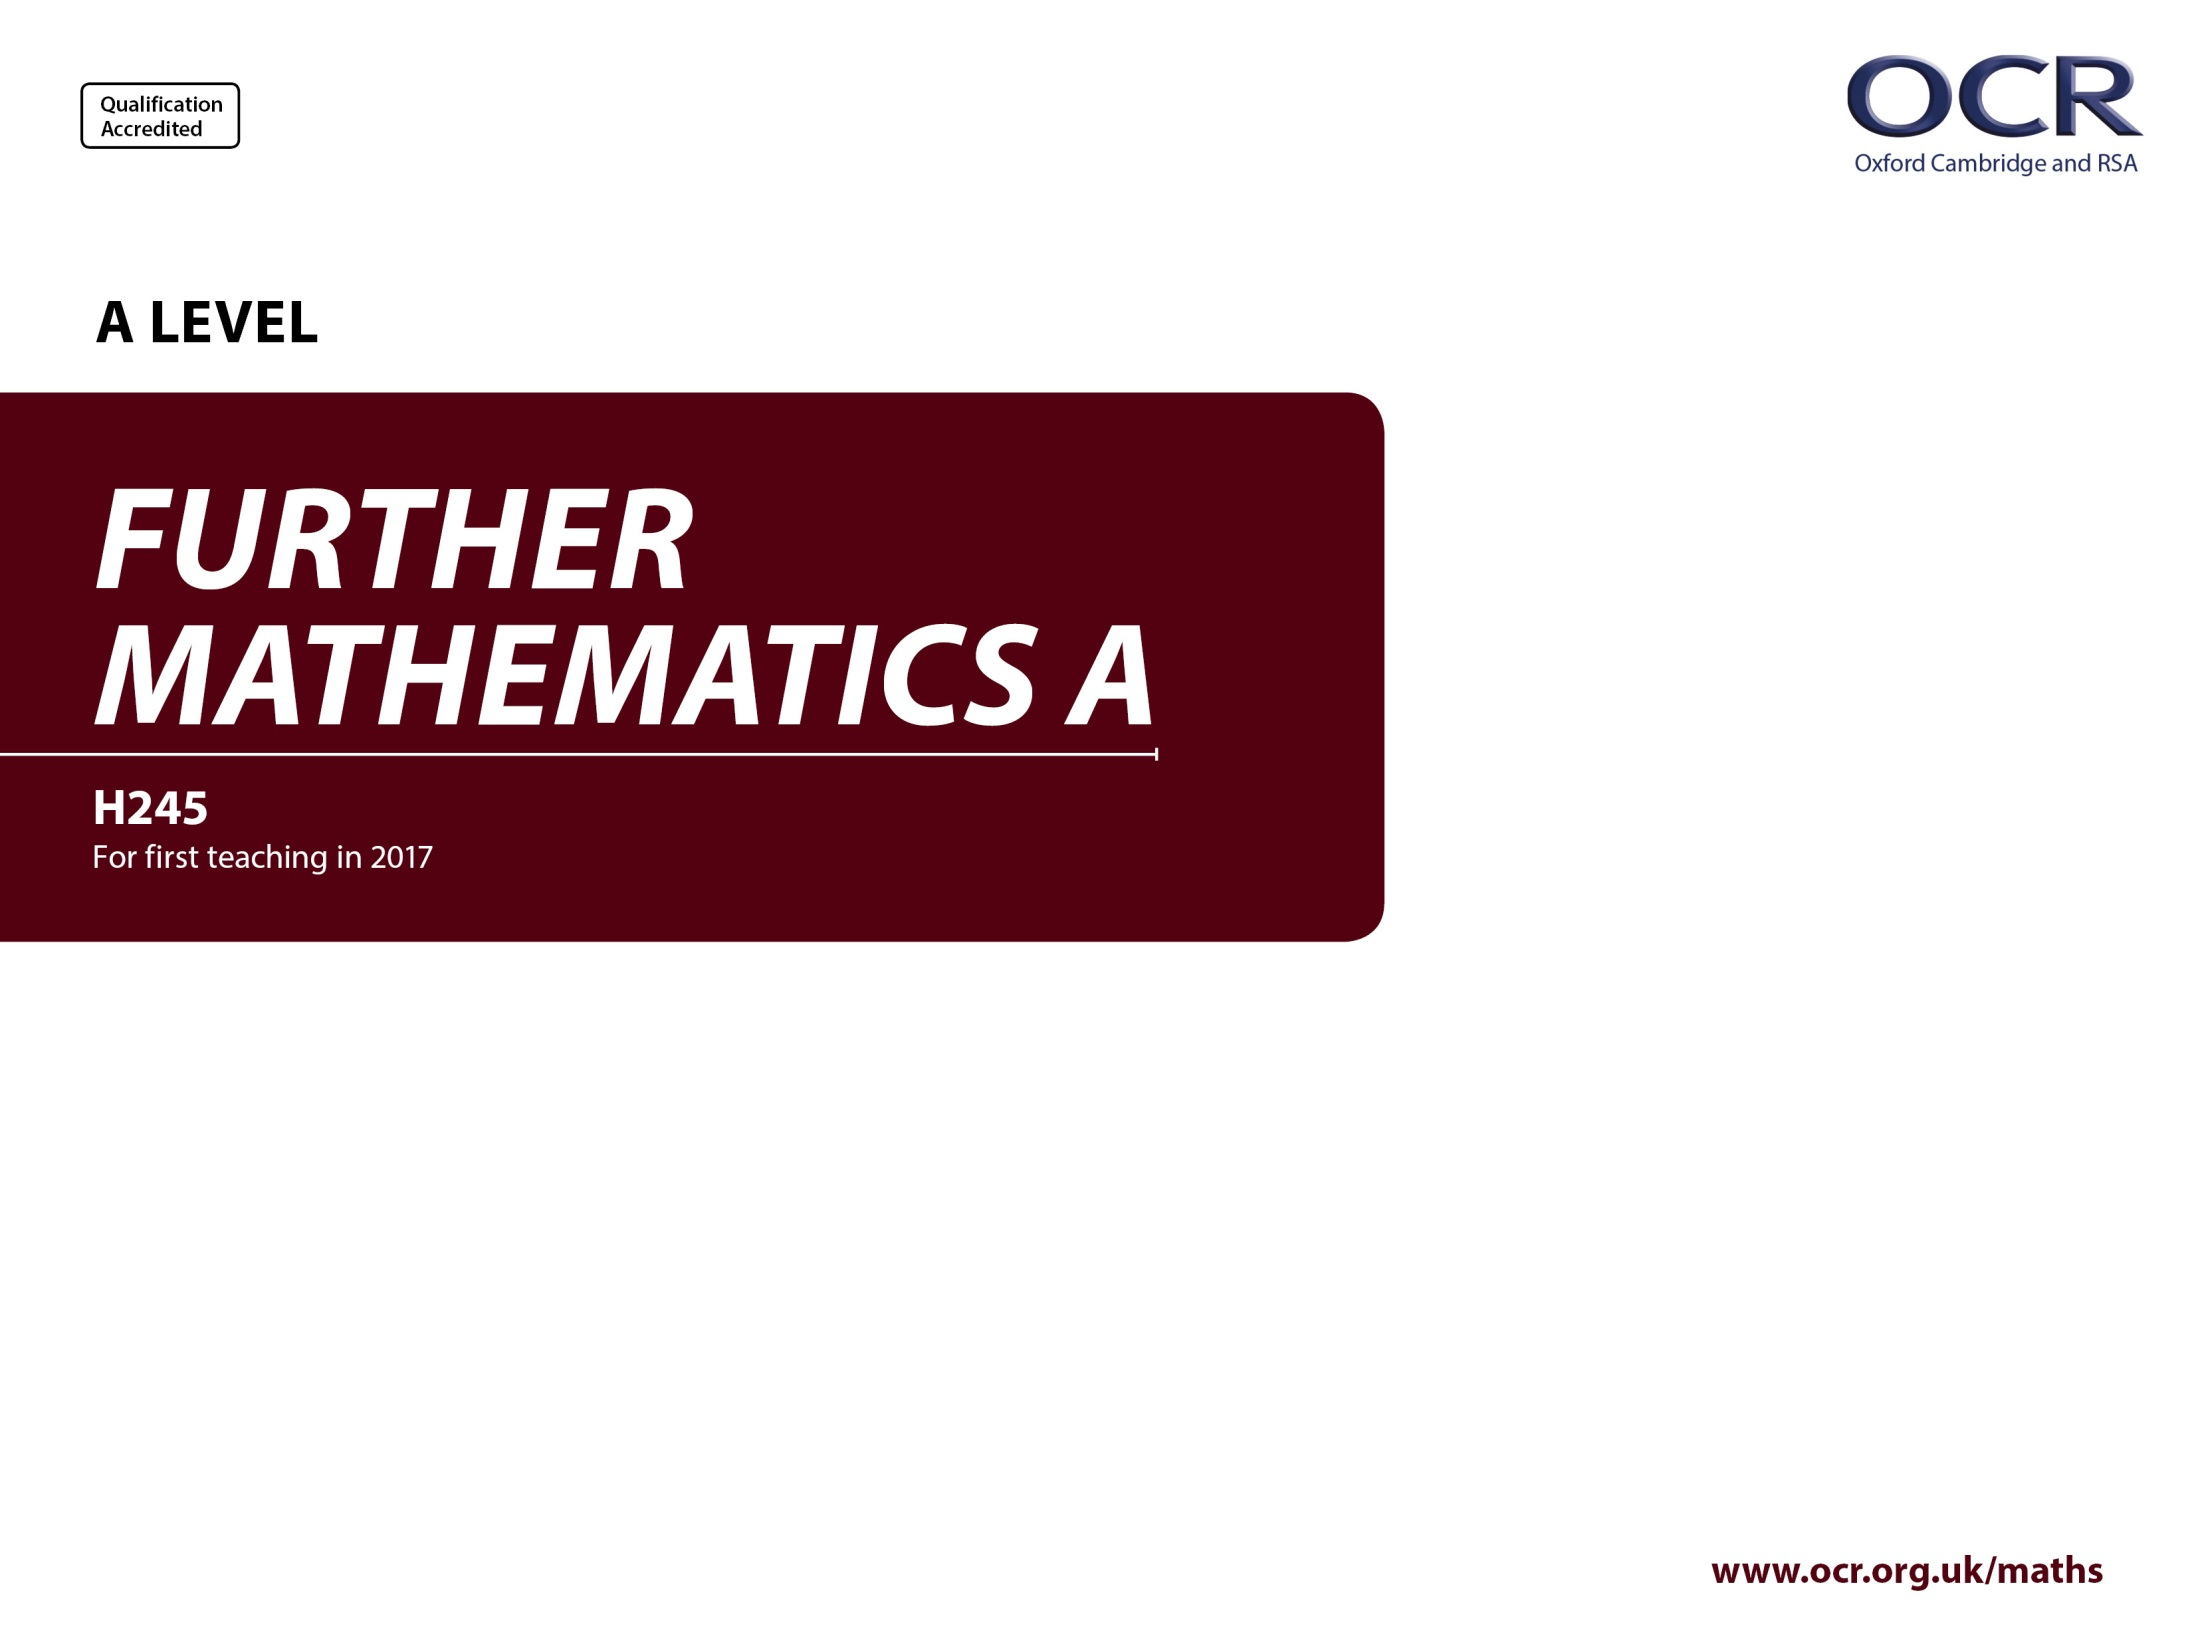 Qualification
Accredited
OCR
Oxford Cambridge and RSA
A LEVEL
FURTHER
MATHEMATICS A
H245
For first teaching in 2017
www.ocr.org.uk/maths